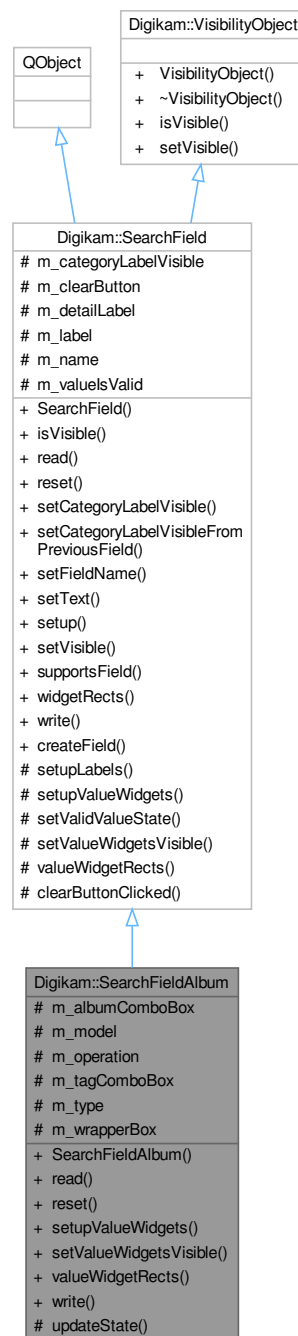 Digikam::VisibilityObject
+ VisibilityObject()
+ ~VisibilityObject()
+ isVisible()
+ setVisible()
QObject
Digikam::SearchField
# m_categoryLabelVisible
# m_clearButton
# m_detailLabel
# m_label
# m_name
# m_valueIsValid
+ SearchField()
+ isVisible()
+ read()
+ reset()
+ setCategoryLabelVisible()
+ setCategoryLabelVisibleFrom
PreviousField()
+ setFieldName()
+ setText()
+ setup()
+ setVisible()
+ supportsField()
+ widgetRects()
+ write()
+ createField()
# setupLabels()
# setupValueWidgets()
# setValidValueState()
# setValueWidgetsVisible()
# valueWidgetRects()
# clearButtonClicked()
Digikam::SearchFieldAlbum
# m_albumComboBox
# m_model
# m_operation
# m_tagComboBox
# m_type
# m_wrapperBox
+ SearchFieldAlbum()
+ read()
+ reset()
+ setupValueWidgets()
+ setValueWidgetsVisible()
+ valueWidgetRects()
+ write()
# updateState()